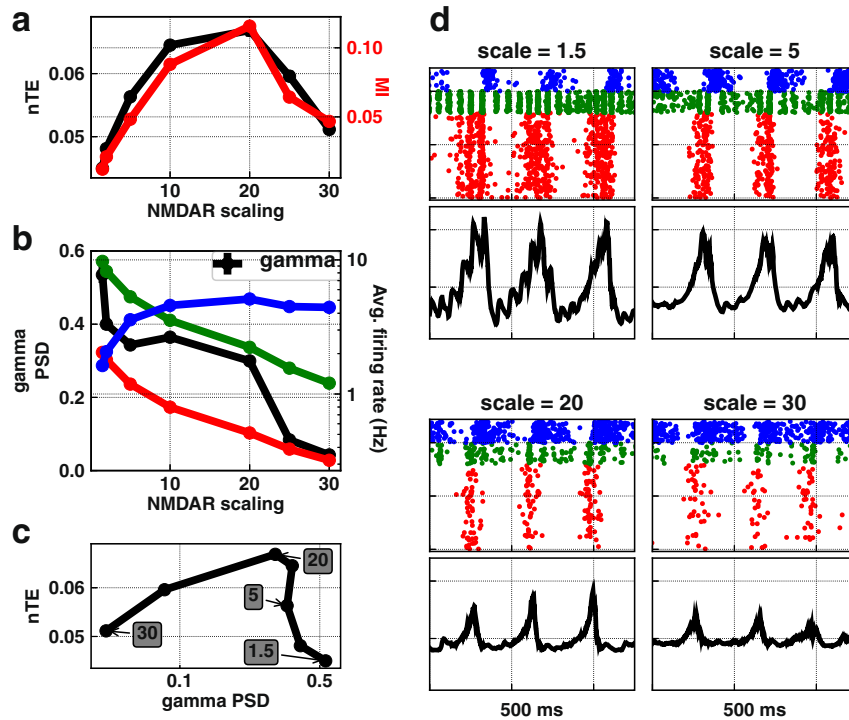 a
nTE
0.06
0.05
0.10
0.05
MI
10
20
30
NMDAR scaling
b
gamma
PSD
0.6
0.4
0.2
0.0
gamma
10
1
Avg. firing rate (Hz)
10
20
30
NMDAR scaling
c
nTE
0.06
0.05
20
5
30
1.5
0.1
0.5
gamma PSD
d
scale = 1.5
scale = 5
scale = 20
scale = 30
500 ms
500 ms